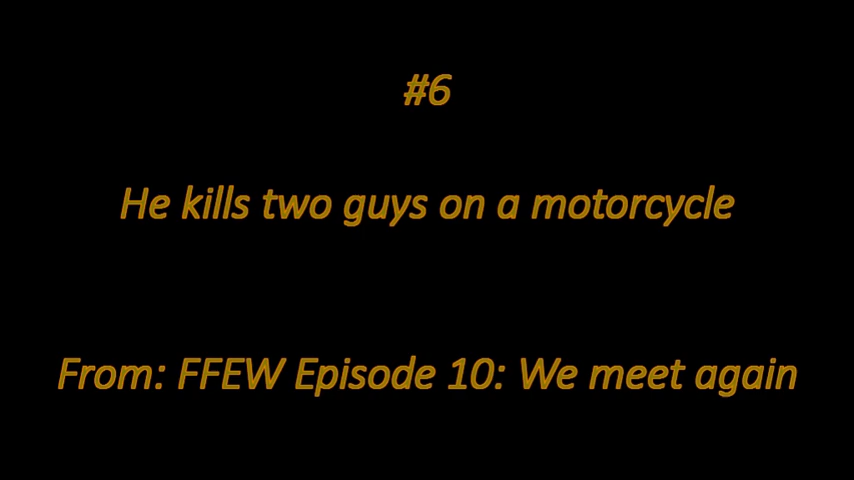 #6
He kills two guys on a motorcycle
From: FFEW Episode 10: We meet again